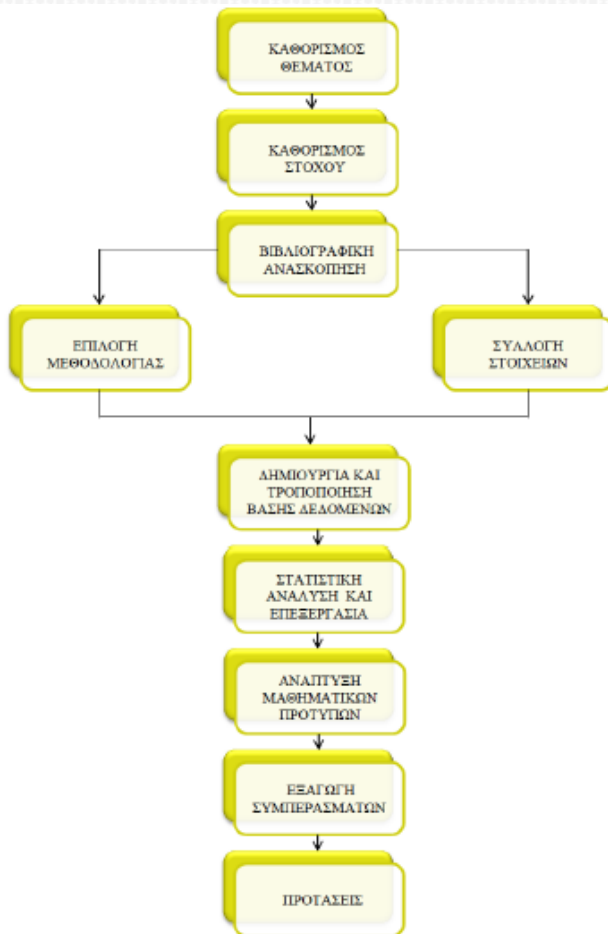 ΚΑΘΟΡΙΣΜΟΣ
ΘΕΜΑΤΟΣ
ΚΑΘΟΡΙΣΜΟΣ
ΣΤΟΧΟΥ
ΒΙΒΛΙΟΓΡΑΦΙΚΗ
ΑΝΑΣΚΟΠΗΣΗ
ΕΠΙΛΟΓΗ
ΜΕΘΟΔΟΛΟΓΙΑΣ
ΣΥΛΛΟΓΗ
ΣΤΟΙΧΕΙΩΝ
ΔΗΜΙΟΥΡΓΙΑ ΚΑΙ
ΤΡΟΠΟΠΟΙΗΣΗ
ΒΑΣΗΣ ΔΕΔΟΜΕΝΩΝ
ΣΤΑΤΙΣΤΙΚΗ
ΑΝΑΛΥΣΗ ΚΑΙ
ΕΠΕΞΕΡΓΑΣΙΑ
ΑΝΑΠΤΥΞΗ
ΜΑΘΗΜΑΤΙΚΩΝ
ΠΡΟΤΥΠΩΝ
ΕΞΑΓΩΓΗ
ΣΥΜΠΕΡΑΣΜΑΤΩΝ
ΠΡΟΤΑΣΕΙΣ